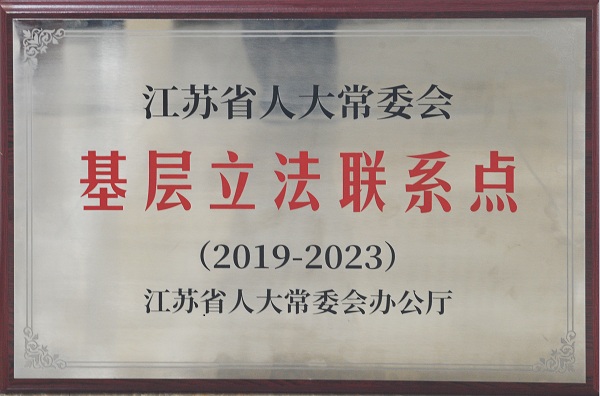 江苏省人大常委会
基层立法联系点
（2019-2023）
江苏省人大常委会办公厅